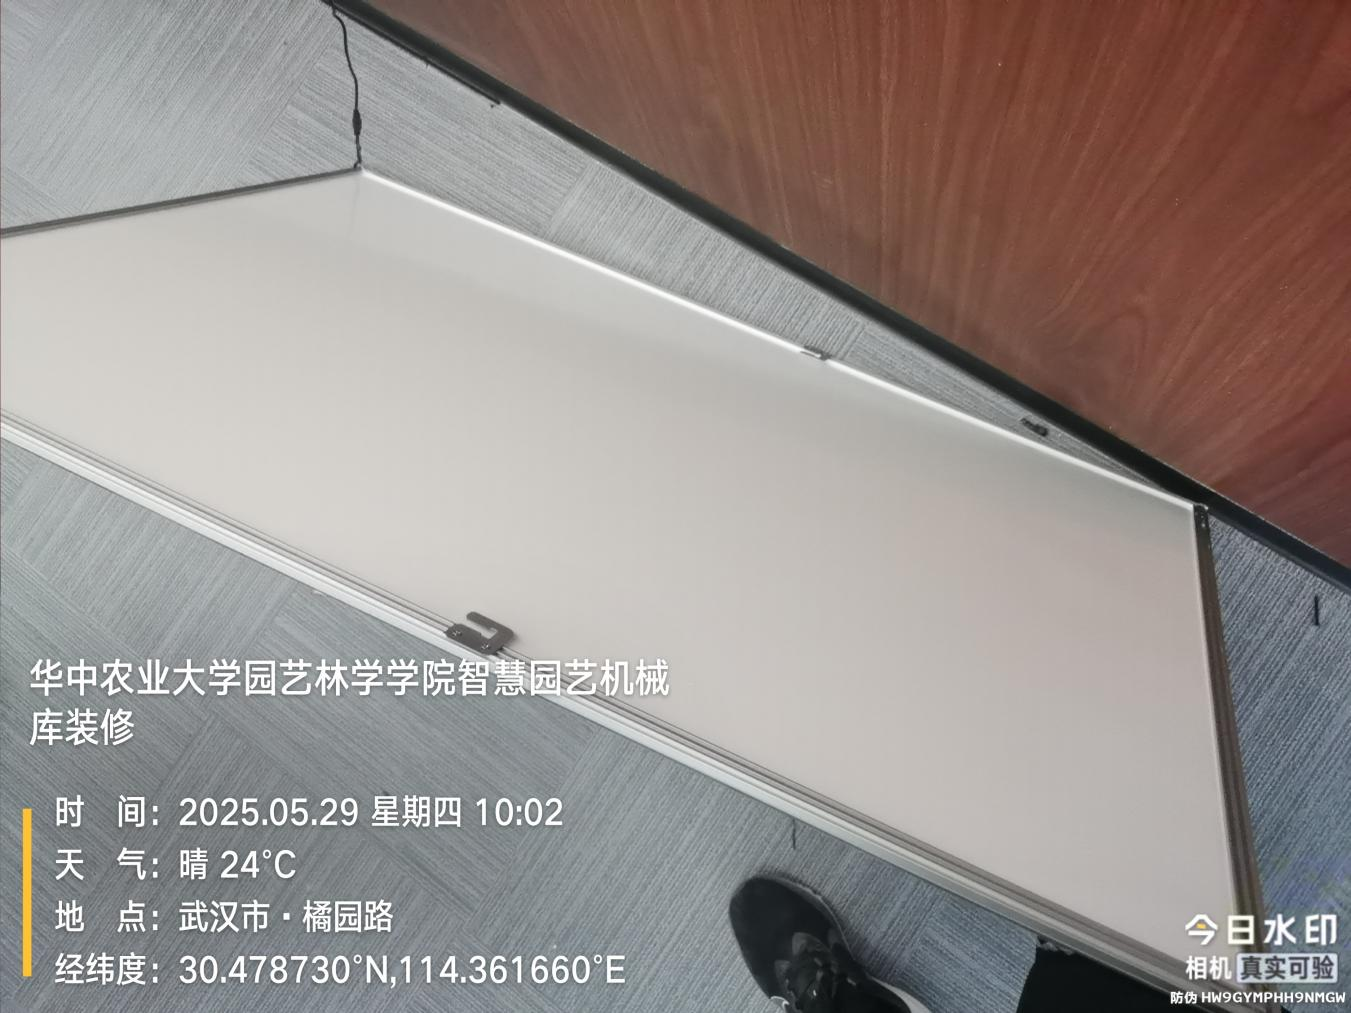 华中农业大学园艺林学学院智慧园艺机械
库装修
时 间：2025.05.29 星期四 10:02
天 气：晴 24°C
地 点：武汉市·橘园路
经纬度：30.478730°N,114.361660°E
今日水印
相机 真实可验
防伪 HW9GYMPHH9NMGW